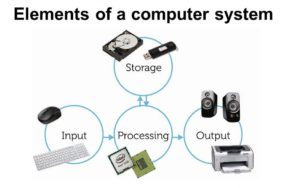 Elements of a computer system
Storage
Input
Processing
Output